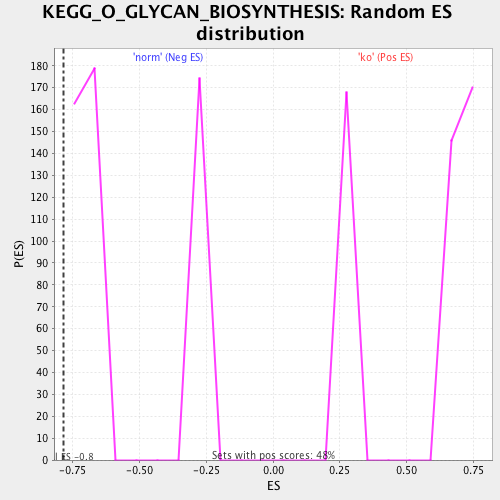 KEGG_O_GLYCAN_BIOSYNTHESIS: Random ES
distribution
'norm' (Neg ES) 'ko' (Pos ES)
180
170
160
150
140
130
120
110
100
90
80
70
60
50
40
30
20
10
0
P(ES)
ES -0.8
Sets with pos scores: 48%
-0.75 -0.50 -0.25 0.00 0.25 0.50 0.75
ES